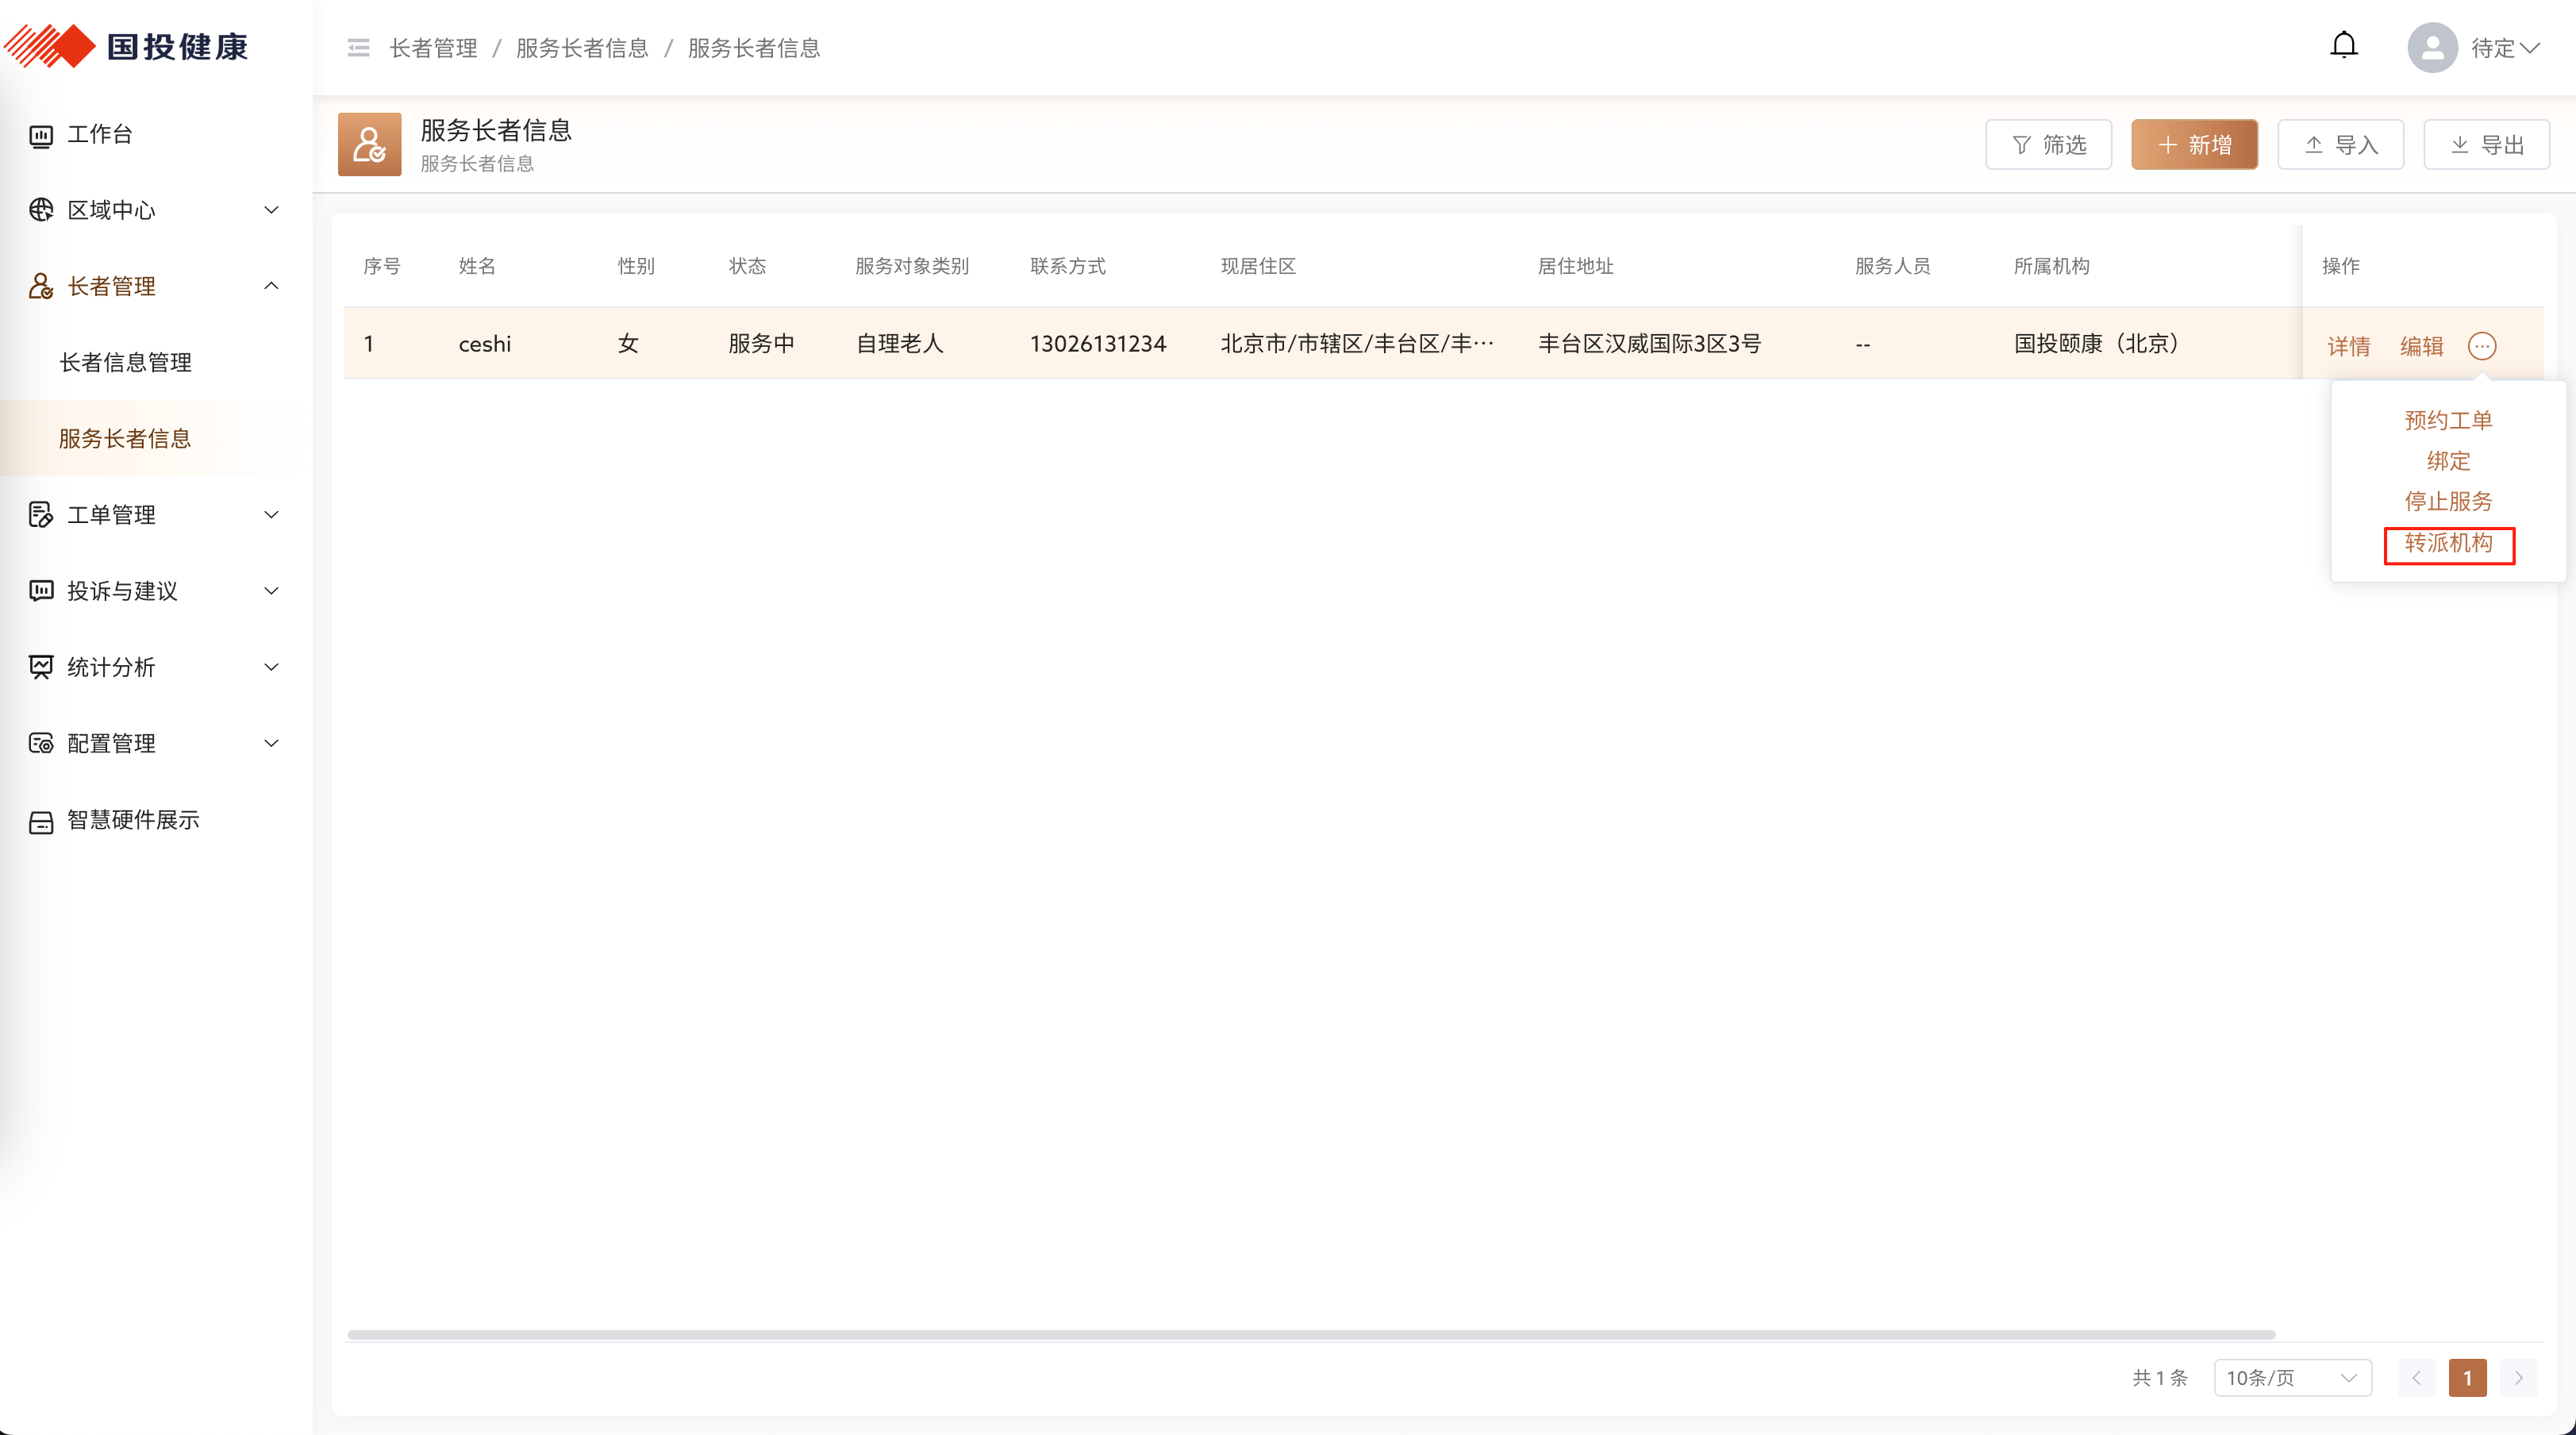 国投健康
长者管理 / 服务长者信息 / 服务长者信息
待定
工作台
区域中心
长者管理
长者信息管理
服务长者信息
工单管理
投诉与建议
统计分析
配置管理
智慧硬件展示
服务长者信息
服务长者信息
筛选
新增
导入
导出
序号 姓名 性别 状态 服务对象类别 联系方式 现居住区 居住地址 服务人员 所属机构 操作
1 ceshi 女 服务中 自理老人 13026131234 北京市/市辖区/丰台区/丰… 丰台区汉威国际3区3号 -- 国投颐康（北京） 详情 编辑
预约工单
绑定
停止服务
转派机构
共 1 条 10条/页 1